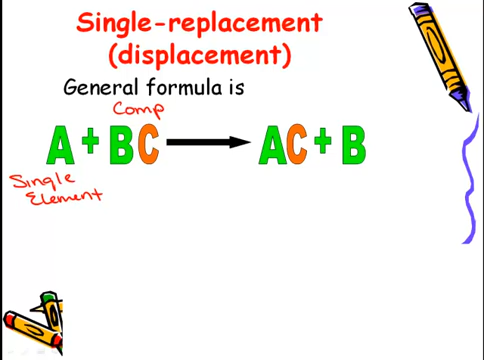 Single-replacement
(displacement)
General formula is
Comp
A + BC → AC + B
Single
Element